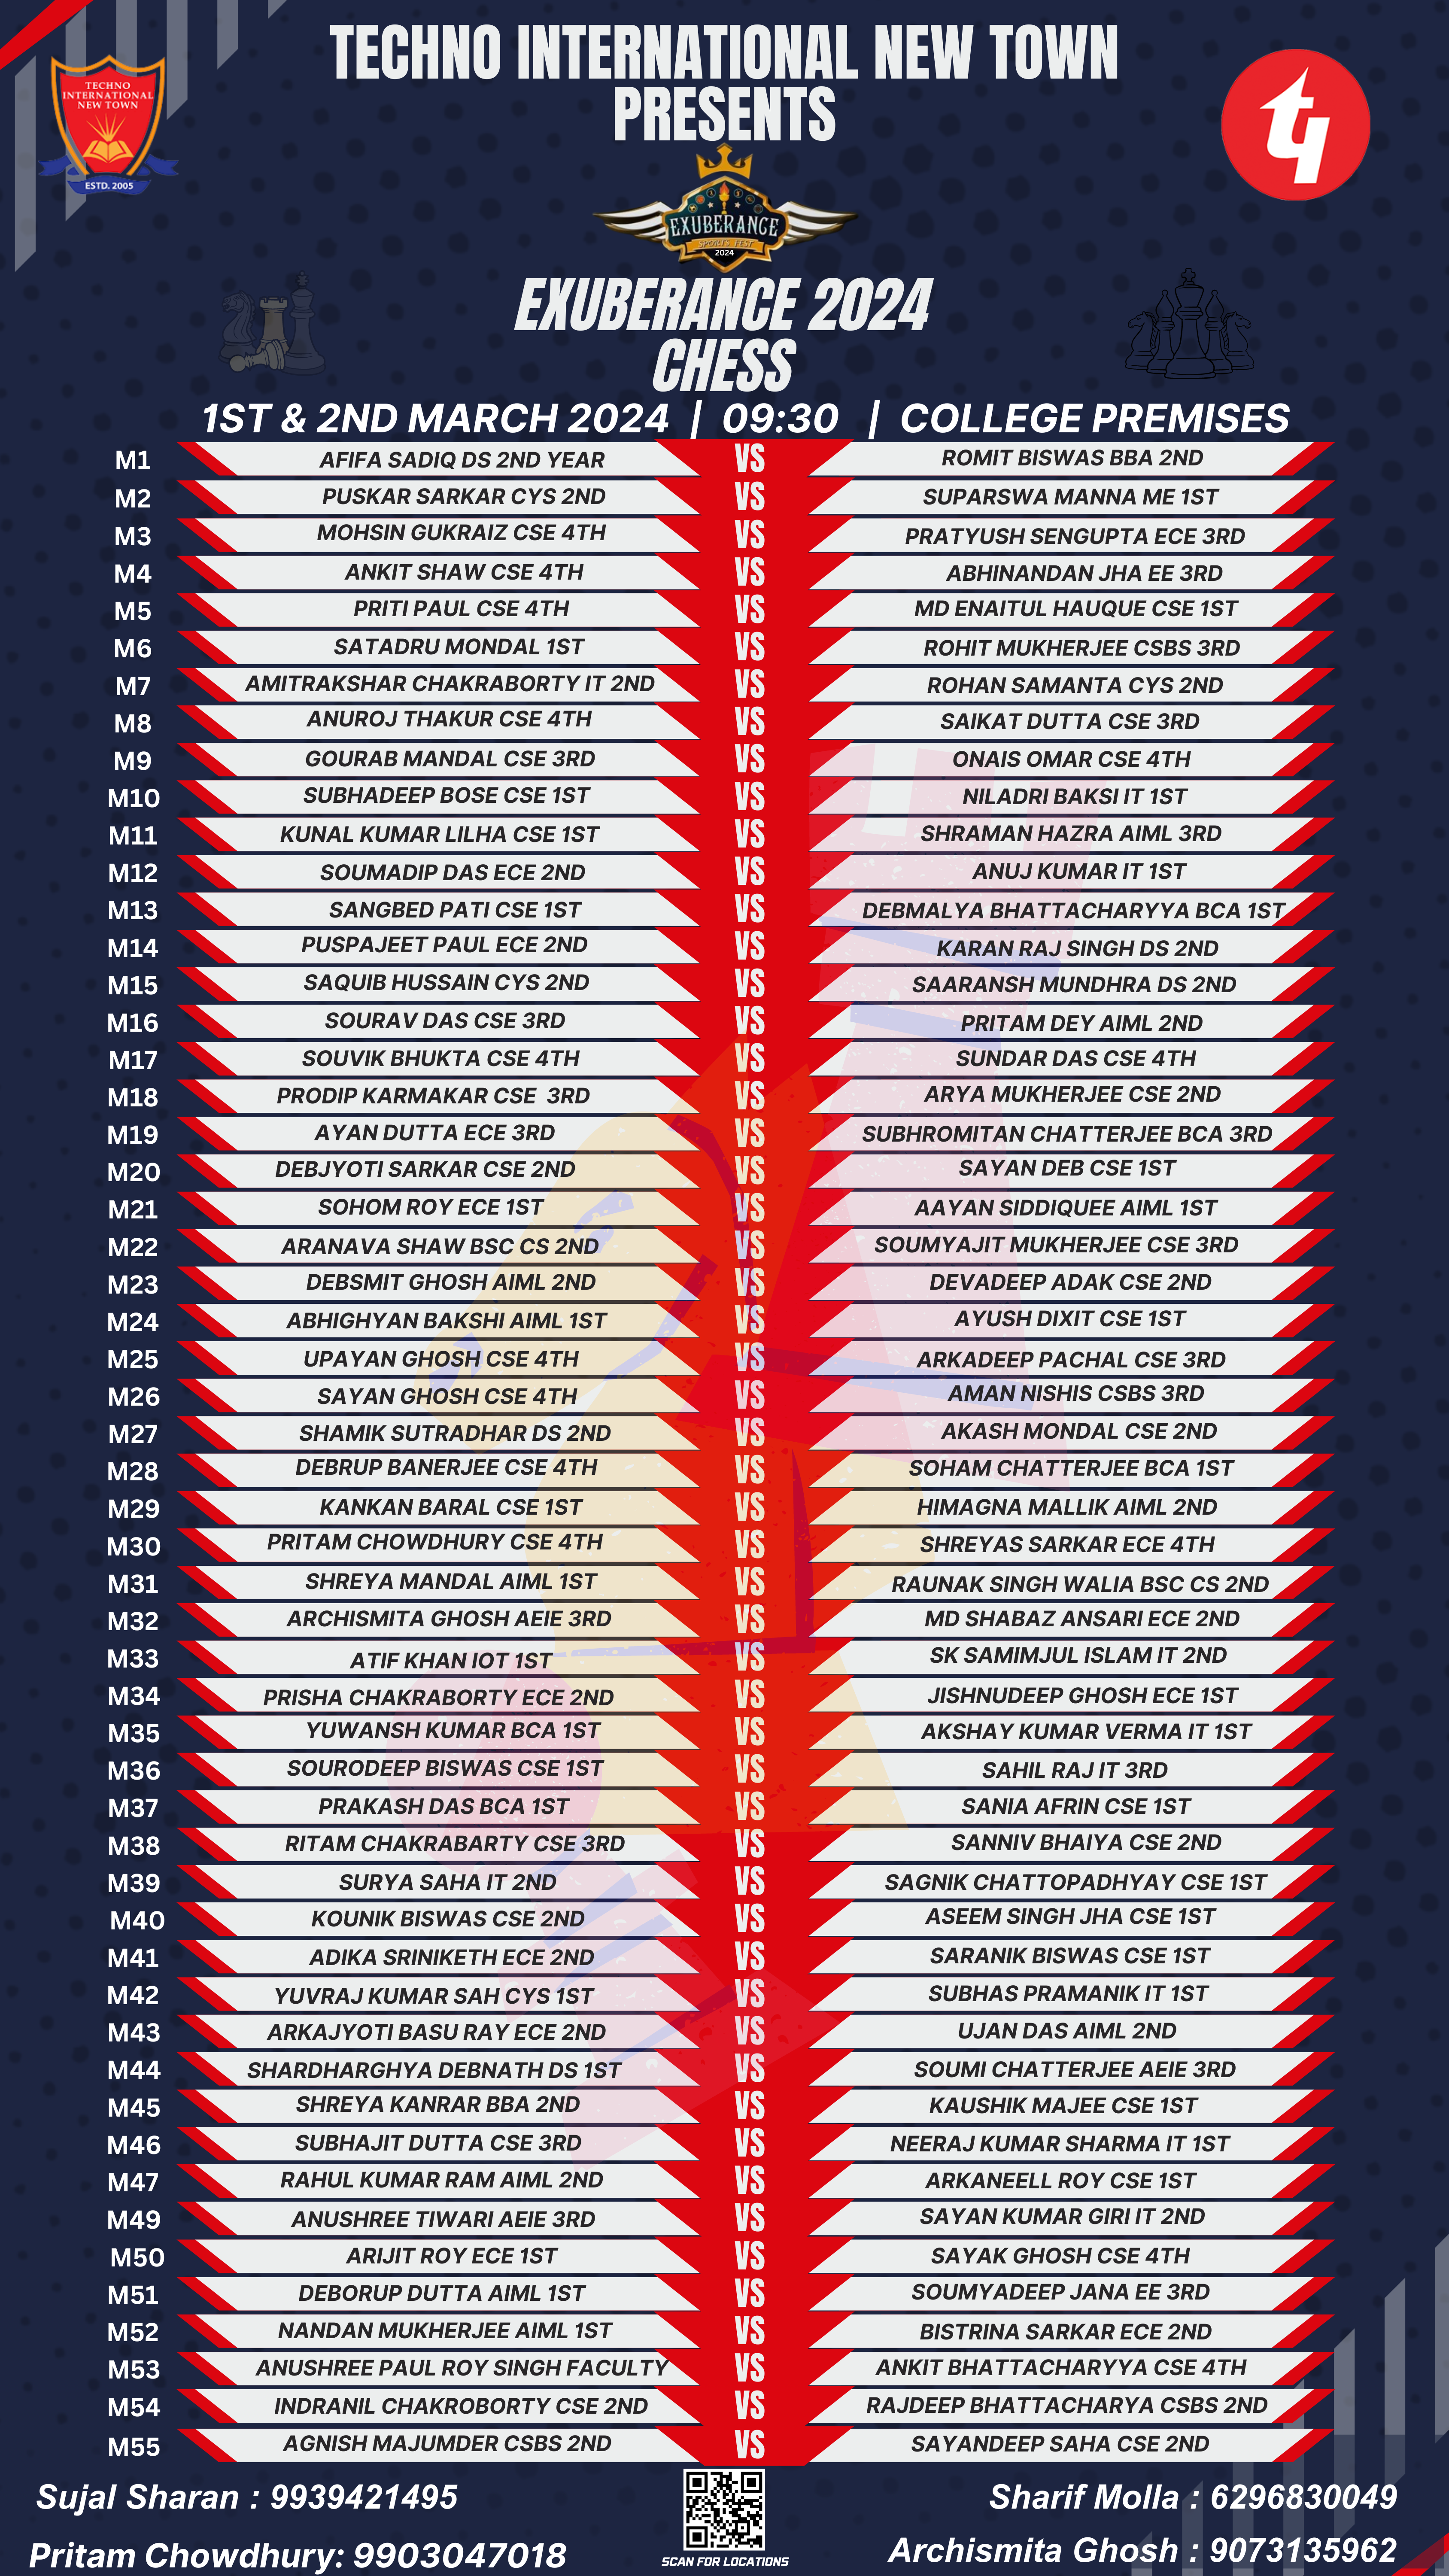 TECHNO INTERNATIONAL NEW TOWN
PRESENTS
TECHNO
INTERNATIONAL
NEW TOWN
ESTD. 2005
EXUBERANCE
SPORTS FEST
2024
EXUBERANCE 2024
CHESS
1ST & 2ND MARCH 2024 | 09:30 | COLLEGE PREMISES
M1 AFIFA SADIQ DS 2ND YEAR VS ROMIT BISWAS BBA 2ND
M2 PUSKAR SARKAR CYS 2ND VS SUPARSWA MANNA ME 1ST
M3 MOHSIN GUKRAIZ CSE 4TH VS PRATYUSH SENGUPTA ECE 3RD
M4 ANKIT SHAW CSE 4TH VS ABHINANDAN JHA EE 3RD
M5 PRITI PAUL CSE 4TH VS MD ENAITUL HAUQUE CSE 1ST
M6 SATADRU MONDAL 1ST VS ROHIT MUKHERJEE CSBS 3RD
M7 AMITRAKSHAR CHAKRABORTY IT 2ND VS ROHAN SAMANTA CYS 2ND
M8 ANUROJ THAKUR CSE 4TH VS SAIKAT DUTTA CSE 3RD
M9 GOURAB MANDAL CSE 3RD VS ONAIS OMAR CSE 4TH
M10 SUBHADEEP BOSE CSE 1ST VS NILADRI BAKSI IT 1ST
M11 KUNAL KUMAR LILHA CSE 1ST VS SHRAMAN HAZRA AIML 3RD
M12 SOUMADIP DAS ECE 2ND VS ANUJ KUMAR IT 1ST
M13 SANGBED PATI CSE 1ST VS DEBMALYA BHATTACHARYYA BCA 1ST
M14 PUSPAJEET PAUL ECE 2ND VS KARAN RAJ SINGH DS 2ND
M15 SAQUIB HUSSAIN CYS 2ND VS SAARANSH MUNDHRA DS 2ND
M16 SOURAV DAS CSE 3RD VS PRITAM DEY AIML 2ND
M17 SOUVIK BHUKTA CSE 4TH VS SUNDAR DAS CSE 4TH
M18 PRODIP KARMAKAR CSE 3RD VS ARYA MUKHERJEE CSE 2ND
M19 AYAN DUTTA ECE 3RD VS SUBHROMITAN CHATTERJEE BCA 3RD
M20 DEBJYOTI SARKAR CSE 2ND VS SAYAN DEB CSE 1ST
M21 SOHOM ROY ECE 1ST VS AAYAN SIDDIQUEE AIML 1ST
M22 ARANAVA SHAW BSC CS 2ND VS SOUMYAJIT MUKHERJEE CSE 3RD
M23 DEBSMIT GHOSH AIML 2ND VS DEVADEEP ADAK CSE 2ND
M24 ABHIGHYAN BAKSHI AIML 1ST VS AYUSH DIXIT CSE 1ST
M25 UPAYAN GHOSH CSE 4TH VS ARKADEEP PACHAL CSE 3RD
M26 SAYAN GHOSH CSE 4TH VS AMAN NISHIS CSBS 3RD
M27 SHAMIK SUTRADHAR DS 2ND VS AKASH MONDAL CSE 2ND
M28 DEBRUP BANERJEE CSE 4TH VS SOHAM CHATTERJEE BCA 1ST
M29 KANKAN BARAL CSE 1ST VS HIMAGNA MALLIK AIML 2ND
M30 PRITAM CHOWDHURY CSE 4TH VS SHREYAS SARKAR ECE 4TH
M31 SHREYA MANDAL AIML 1ST VS RAUNAK SINGH WALIA BSC CS 2ND
M32 ARCHISMITA GHOSH AEIE 3RD VS MD SHABAZ ANSARI ECE 2ND
M33 ATIF KHAN IOT 1ST VS SK SAMIMJUL ISLAM IT 2ND
M34 PRISHA CHAKRABORTY ECE 2ND VS JISHNUDEEP GHOSH ECE 1ST
M35 YUWANSH KUMAR BCA 1ST VS AKSHAY KUMAR VERMA IT 1ST
M36 SOURODEEP BISWAS CSE 1ST VS SAHIL RAJ IT 3RD
M37 PRAKASH DAS BCA 1ST VS SANIA AFRIN CSE 1ST
M38 RITAM CHAKRABARTY CSE 3RD VS SANNIV BHAIYA CSE 2ND
M39 SURYA SAHA IT 2ND VS SAGNIK CHATTOPADHYAY CSE 1ST
M40 KOUNIK BISWAS CSE 2ND VS ASEEM SINGH JHA CSE 1ST
M41 ADIKA SRINIKETH ECE 2ND VS SARANIK BISWAS CSE 1ST
M42 YUVRAJ KUMAR SAH CYS 1ST VS SUBHAS PRAMANIK IT 1ST
M43 ARKAJYOTI BASU RAY ECE 2ND VS UJAN DAS AIML 2ND
M44 SHARDHARGHYA DEBNATH DS 1ST VS SOUMI CHATTERJEE AEIE 3RD
M45 SHREYA KANRAR BBA 2ND VS KAUSHIK MAJEE CSE 1ST
M46 SUBHAJIT DUTTA CSE 3RD VS NEERAJ KUMAR SHARMA IT 1ST
M47 RAHUL KUMAR RAM AIML 2ND VS ARKANEELL ROY CSE 1ST
M49 ANUSHREE TIWARI AEIE 3RD VS SAYAN KUMAR GIRI IT 2ND
M50 ARIJIT ROY ECE 1ST VS SAYAK GHOSH CSE 4TH
M51 DEBORUP DUTTA AIML 1ST VS SOUMYADEEP JANA EE 3RD
M52 NANDAN MUKHERJEE AIML 1ST VS BISTRINA SARKAR ECE 2ND
M53 ANUSHREE PAUL ROY SINGH FACULTY VS ANKIT BHATTACHARYYA CSE 4TH
M54 INDRANIL CHAKROBORTY CSE 2ND VS RAJDEEP BHATTACHARYA CSBS 2ND
M55 AGNISH MAJUMDER CSBS 2ND VS SAYANDEEP SAHA CSE 2ND
Sujal Sharan : 9939421495
Sharif Molla : 6296830049
Pritam Chowdhury: 9903047018
Archismita Ghosh : 9073135962
SCAN FOR LOCATIONS